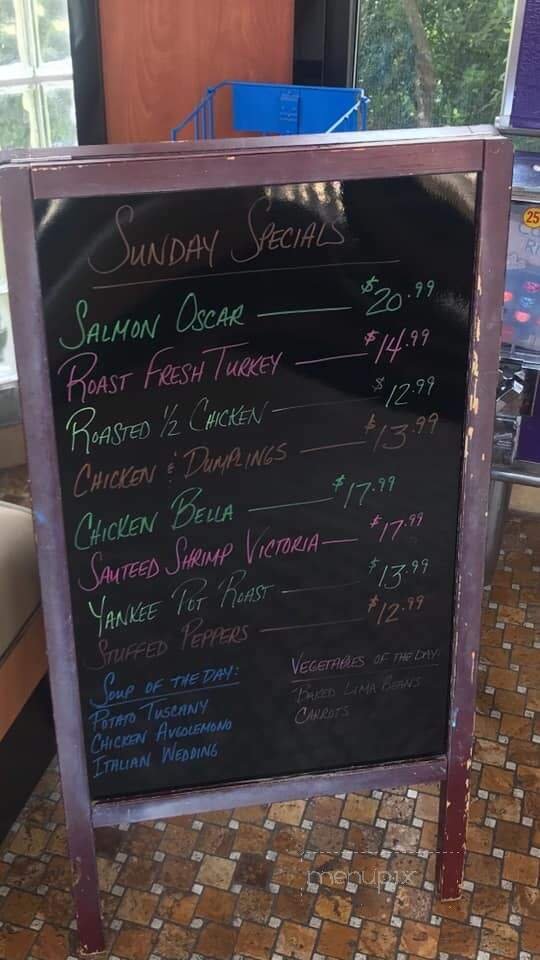 Sunday Specials
Salmon Oscar — $20.99
Roast Fresh Turkey — $14.99
Roasted 1/2 Chicken — $12.99
Chicken & Dumplings — $13.99
Chicken Bella — $17.99
Sauteed Shrimp Victoria — $17.99
Yankee Pot Roast — $13.99
Stuffed Peppers — $12.99
Soup of the Day:
Potato Tuscany
Chicken Avgolemono
Italian Wedding
Vegetables of the Day:
Baked Lima Beans
Carrots
25
menupix